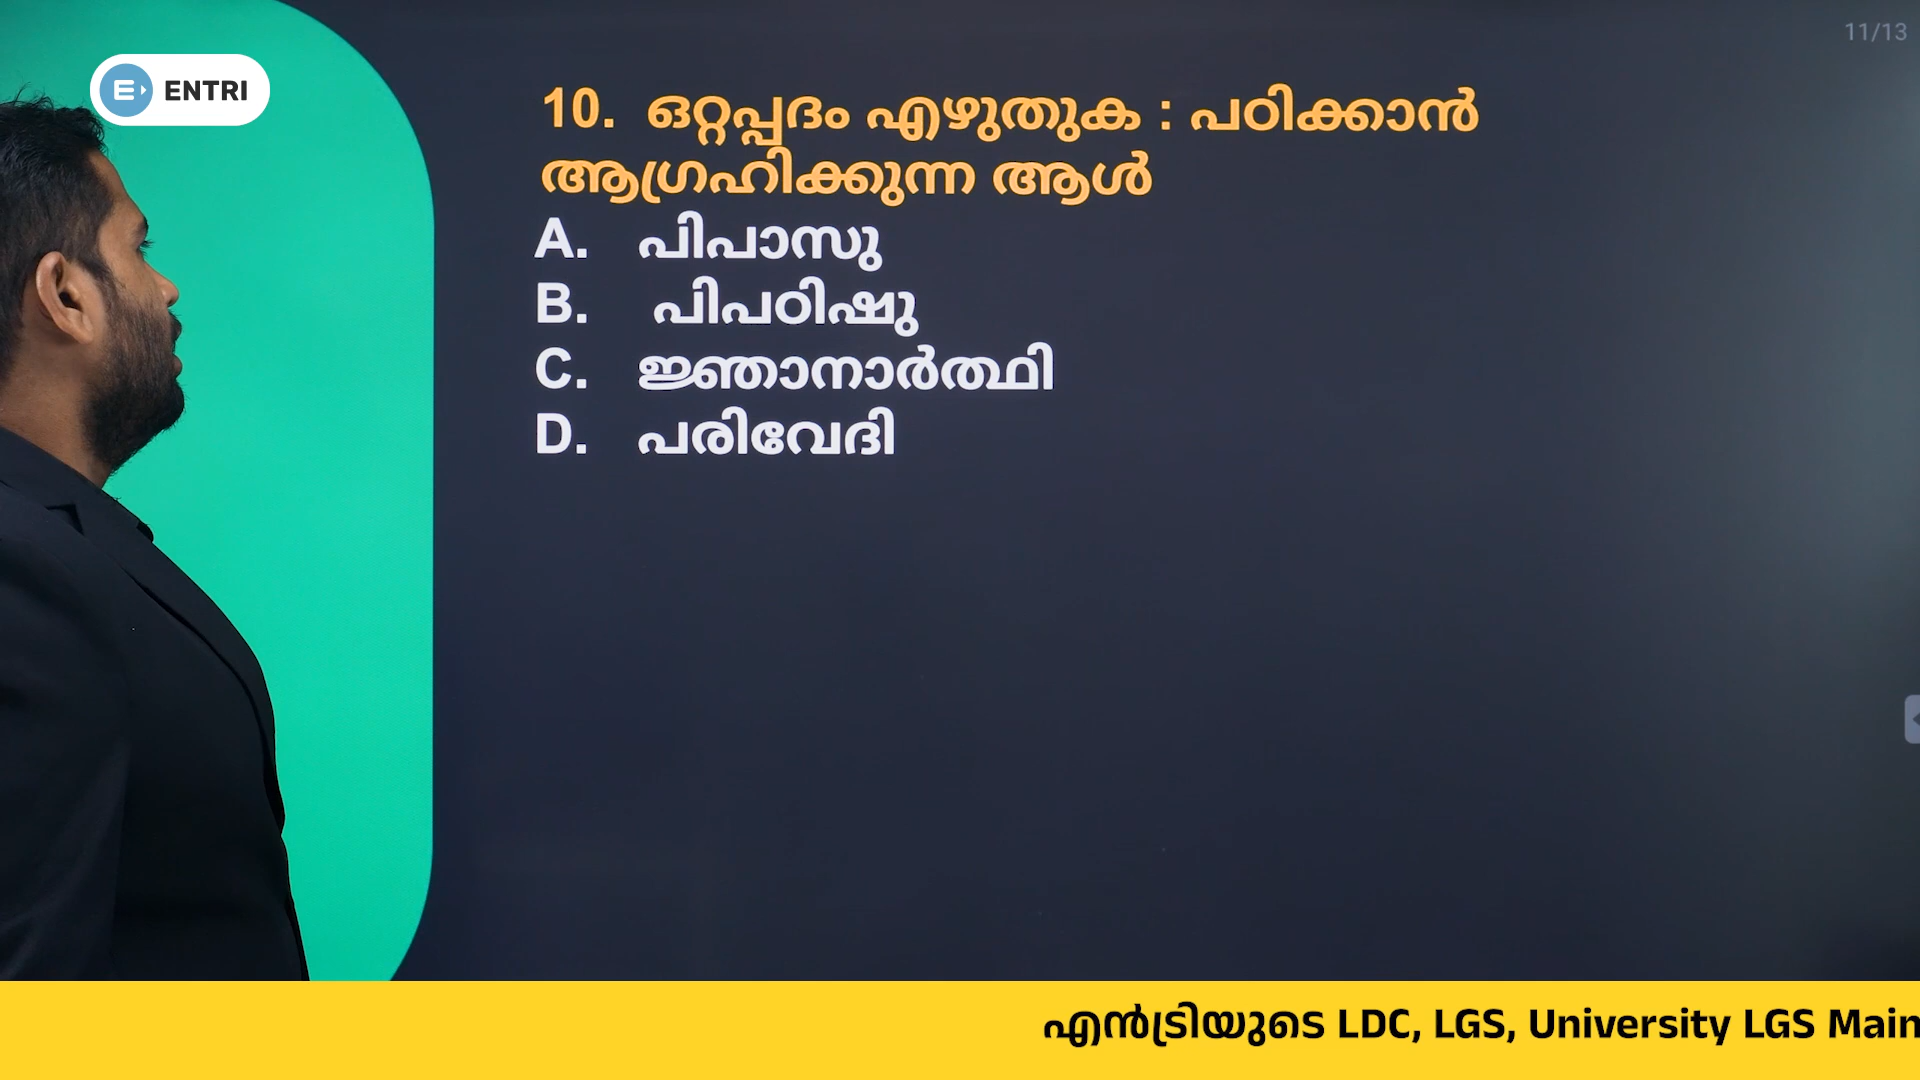 11/13
ENTRI
10. ഒറ്റപ്പദം എഴുതുക : പഠിക്കാൻ
ആഗ്രഹിക്കുന്ന ആൾ
A. പിപാസു
B. പിപഠിഷു
C. ജ്ഞാനാർത്ഥി
D. പരിവേദി
എൻട്രിയുടെ LDC, LGS, University LGS Main